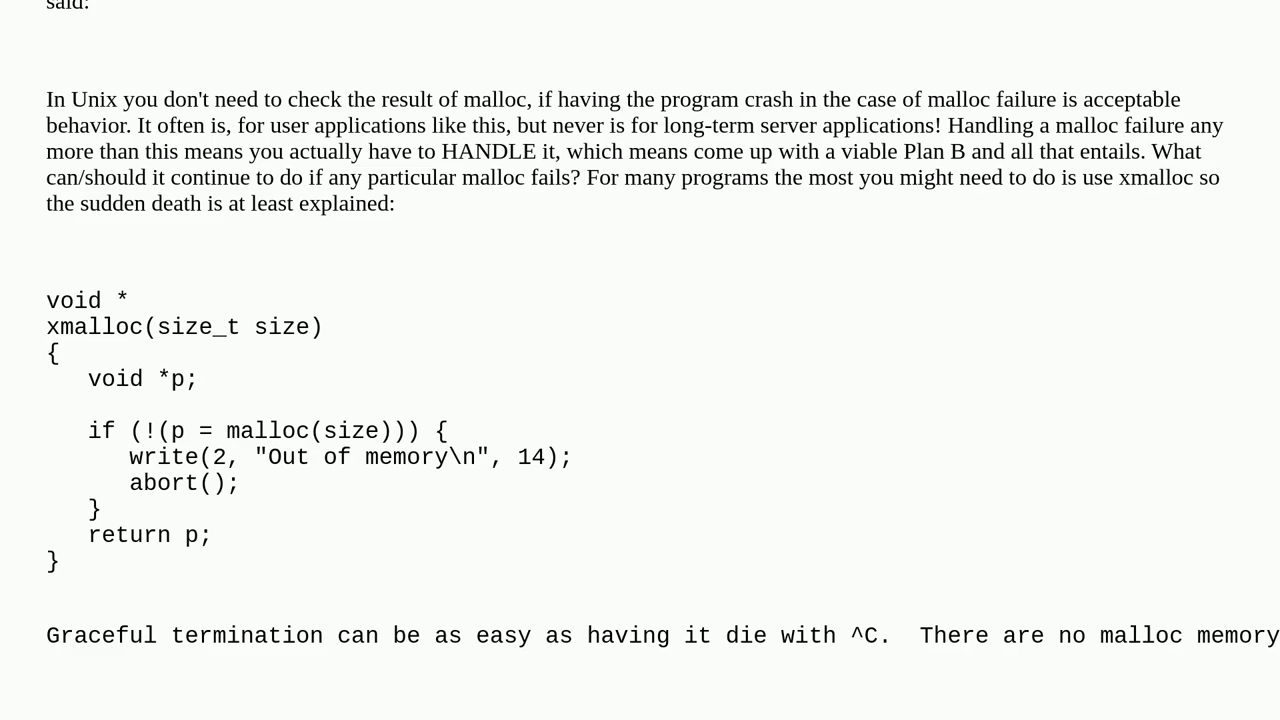 said:
In Unix you don't need to check the result of malloc, if having the program crash in the case of malloc failure is acceptable
behavior. It often is, for user applications like this, but never is for long-term server applications! Handling a malloc failure any
more than this means you actually have to HANDLE it, which means come up with a viable Plan B and all that entails. What
can/should it continue to do if any particular malloc fails? For many programs the most you might need to do is use xmalloc so
the sudden death is at least explained:
void *
xmalloc(size_t size)
{
   void *p;
   if (!(p = malloc(size))) {
      write(2, "Out of memory\n", 14);
      abort();
   }
   return p;
}
Graceful termination can be as easy as having it die with ^C.  There are no malloc memory